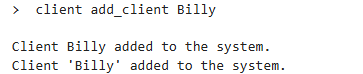 > client add_client Billy
Client Billy added to the system.
Client 'Billy' added to the system.